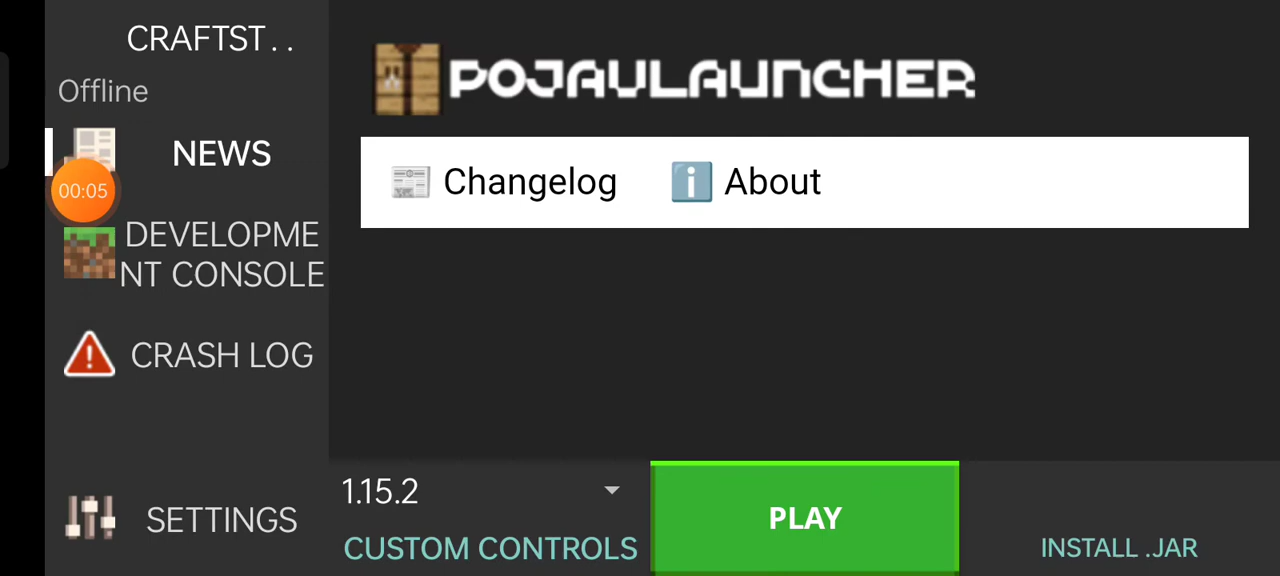 CRAFTST...
Offline
POJAVLAUNCHER
NEWS
Changelog
About
00:05
DEVELOPME
NT CONSOLE
CRASH LOG
SETTINGS
1.15.2
CUSTOM CONTROLS
PLAY
INSTALL .JAR